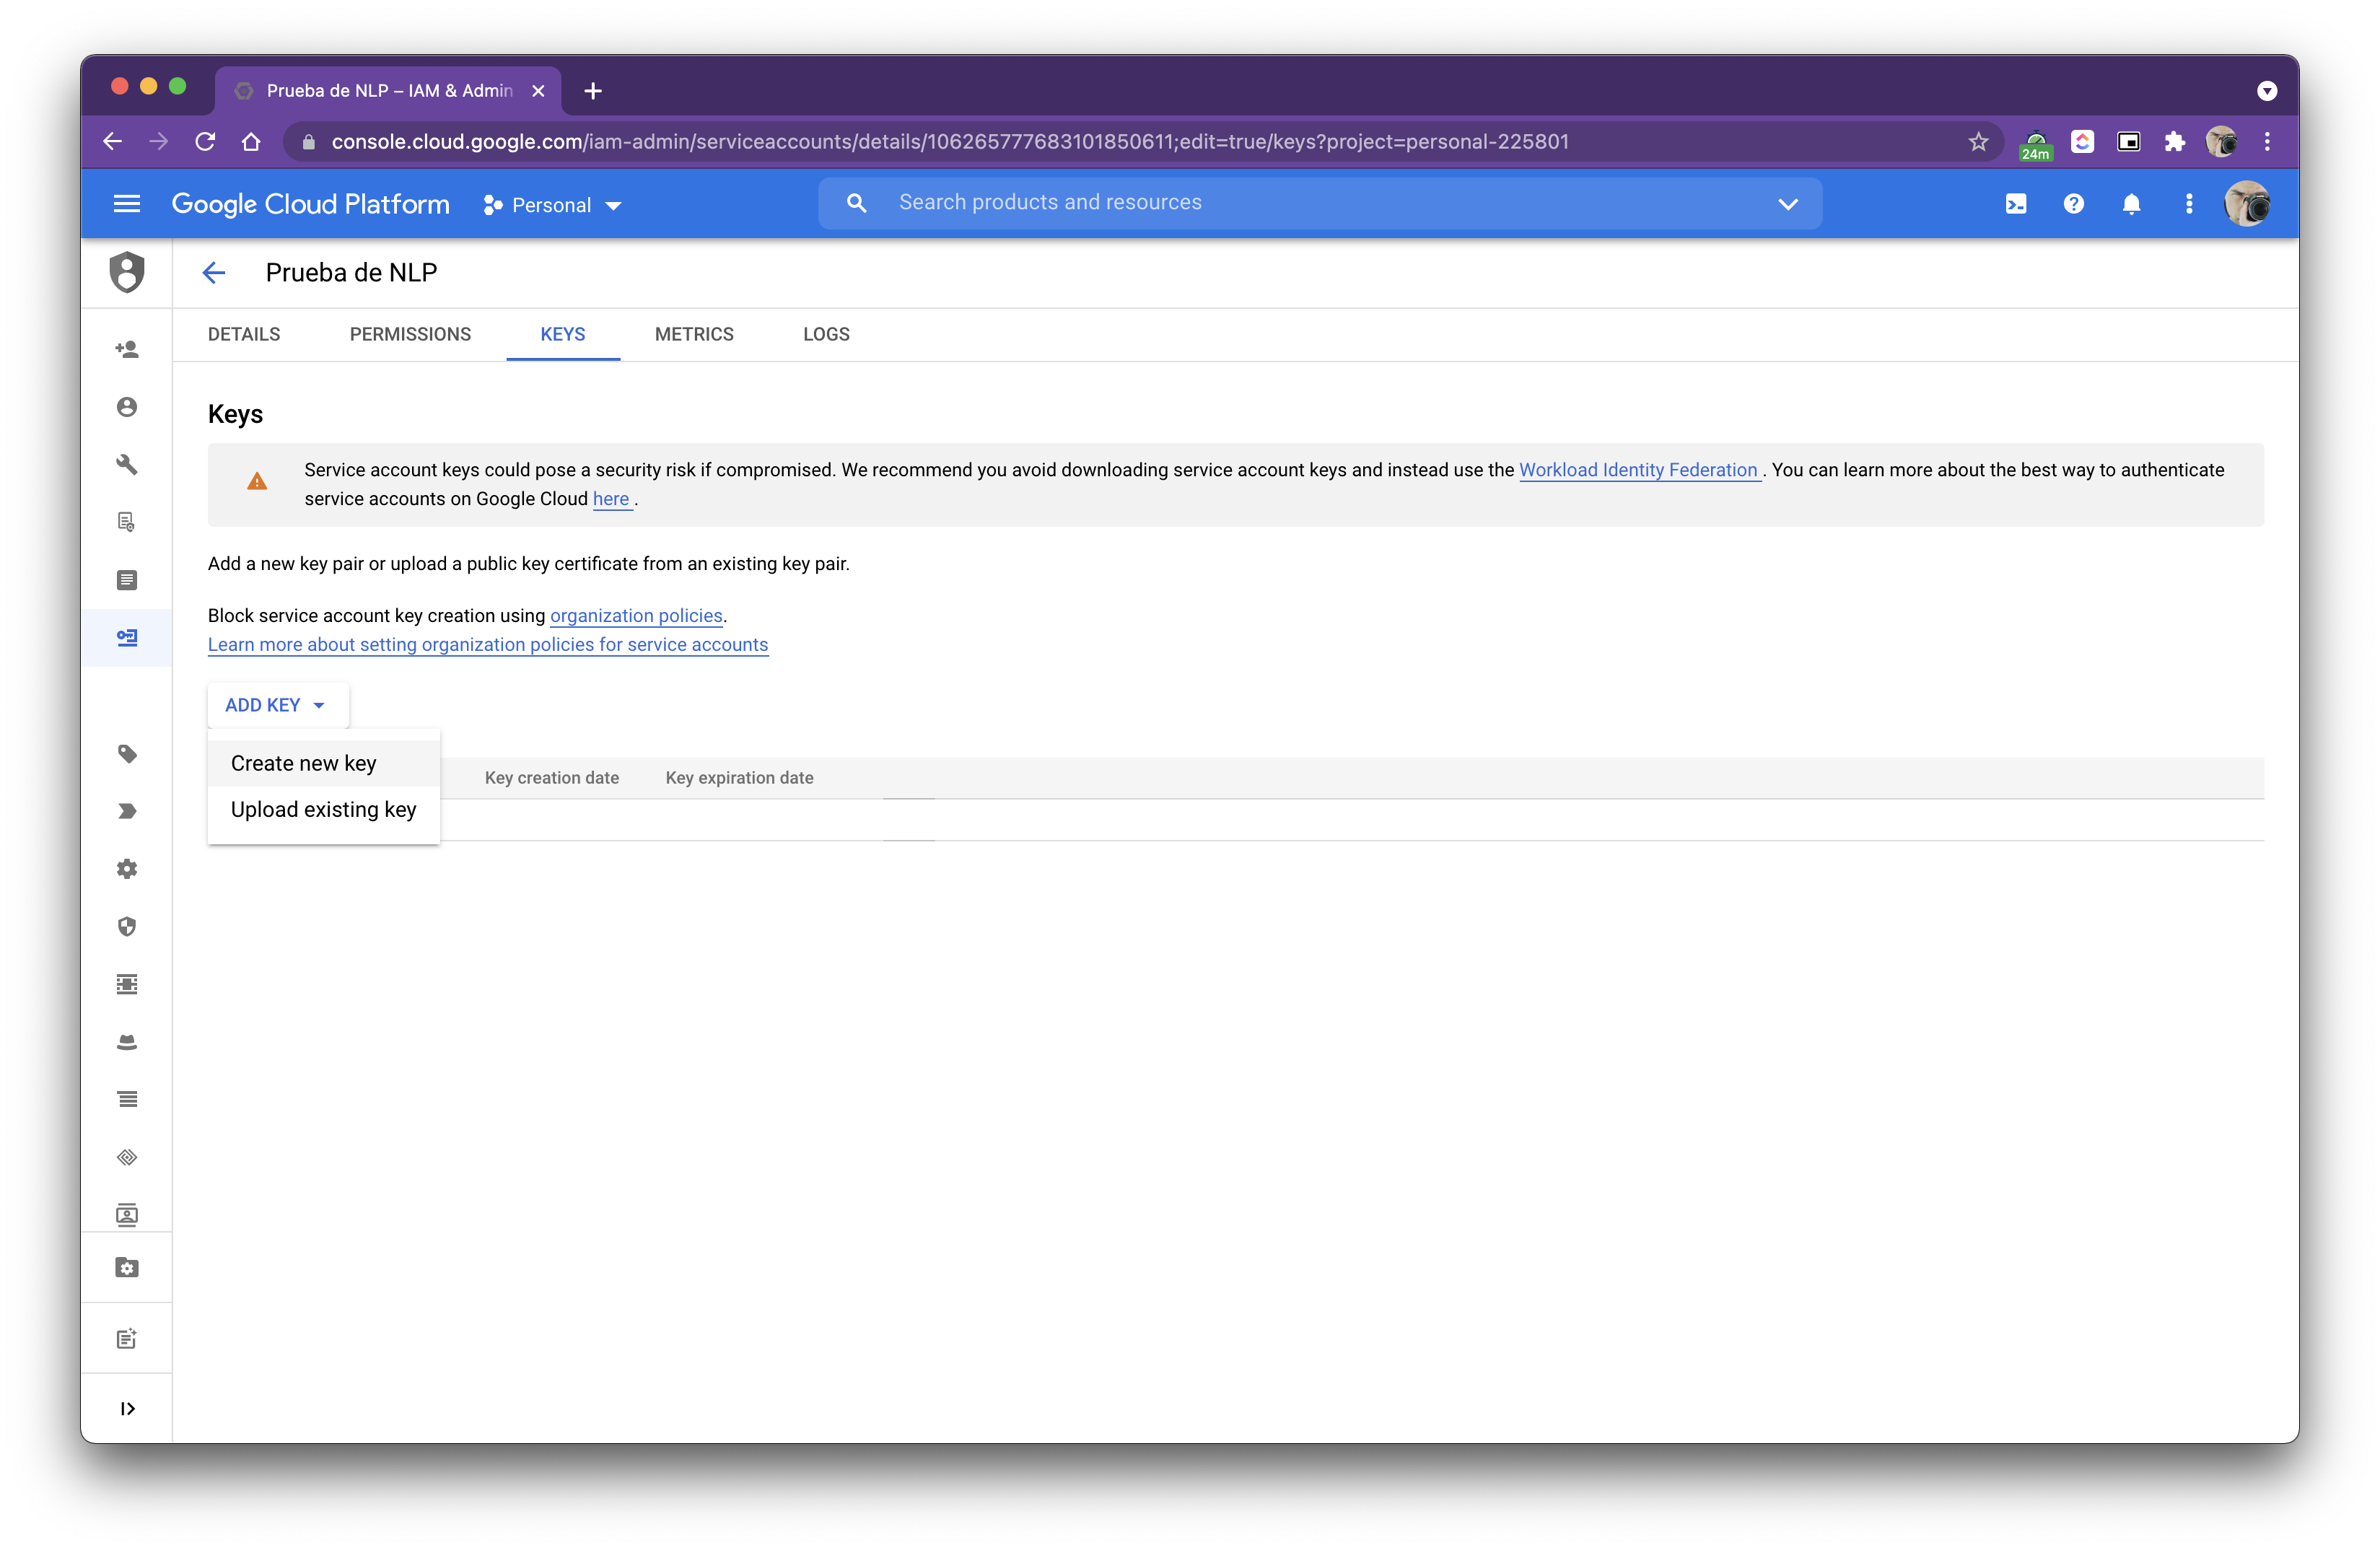 Prueba de NLP – IAM & Admin
console.cloud.google.com/iam-admin/serviceaccounts/details/106265777683101850611;edit=true/keys?project=personal-225801
24m
Google Cloud Platform
Personal
Search products and resources
Prueba de NLP
DETAILS
PERMISSIONS
KEYS
METRICS
LOGS
Keys
Service account keys could pose a security risk if compromised. We recommend you avoid downloading service account keys and instead use the Workload Identity Federation . You can learn more about the best way to authenticate
service accounts on Google Cloud here .
Add a new key pair or upload a public key certificate from an existing key pair.
Block service account key creation using organization policies.
Learn more about setting organization policies for service accounts
ADD KEY
Create new key
Key creation date
Key expiration date
Upload existing key